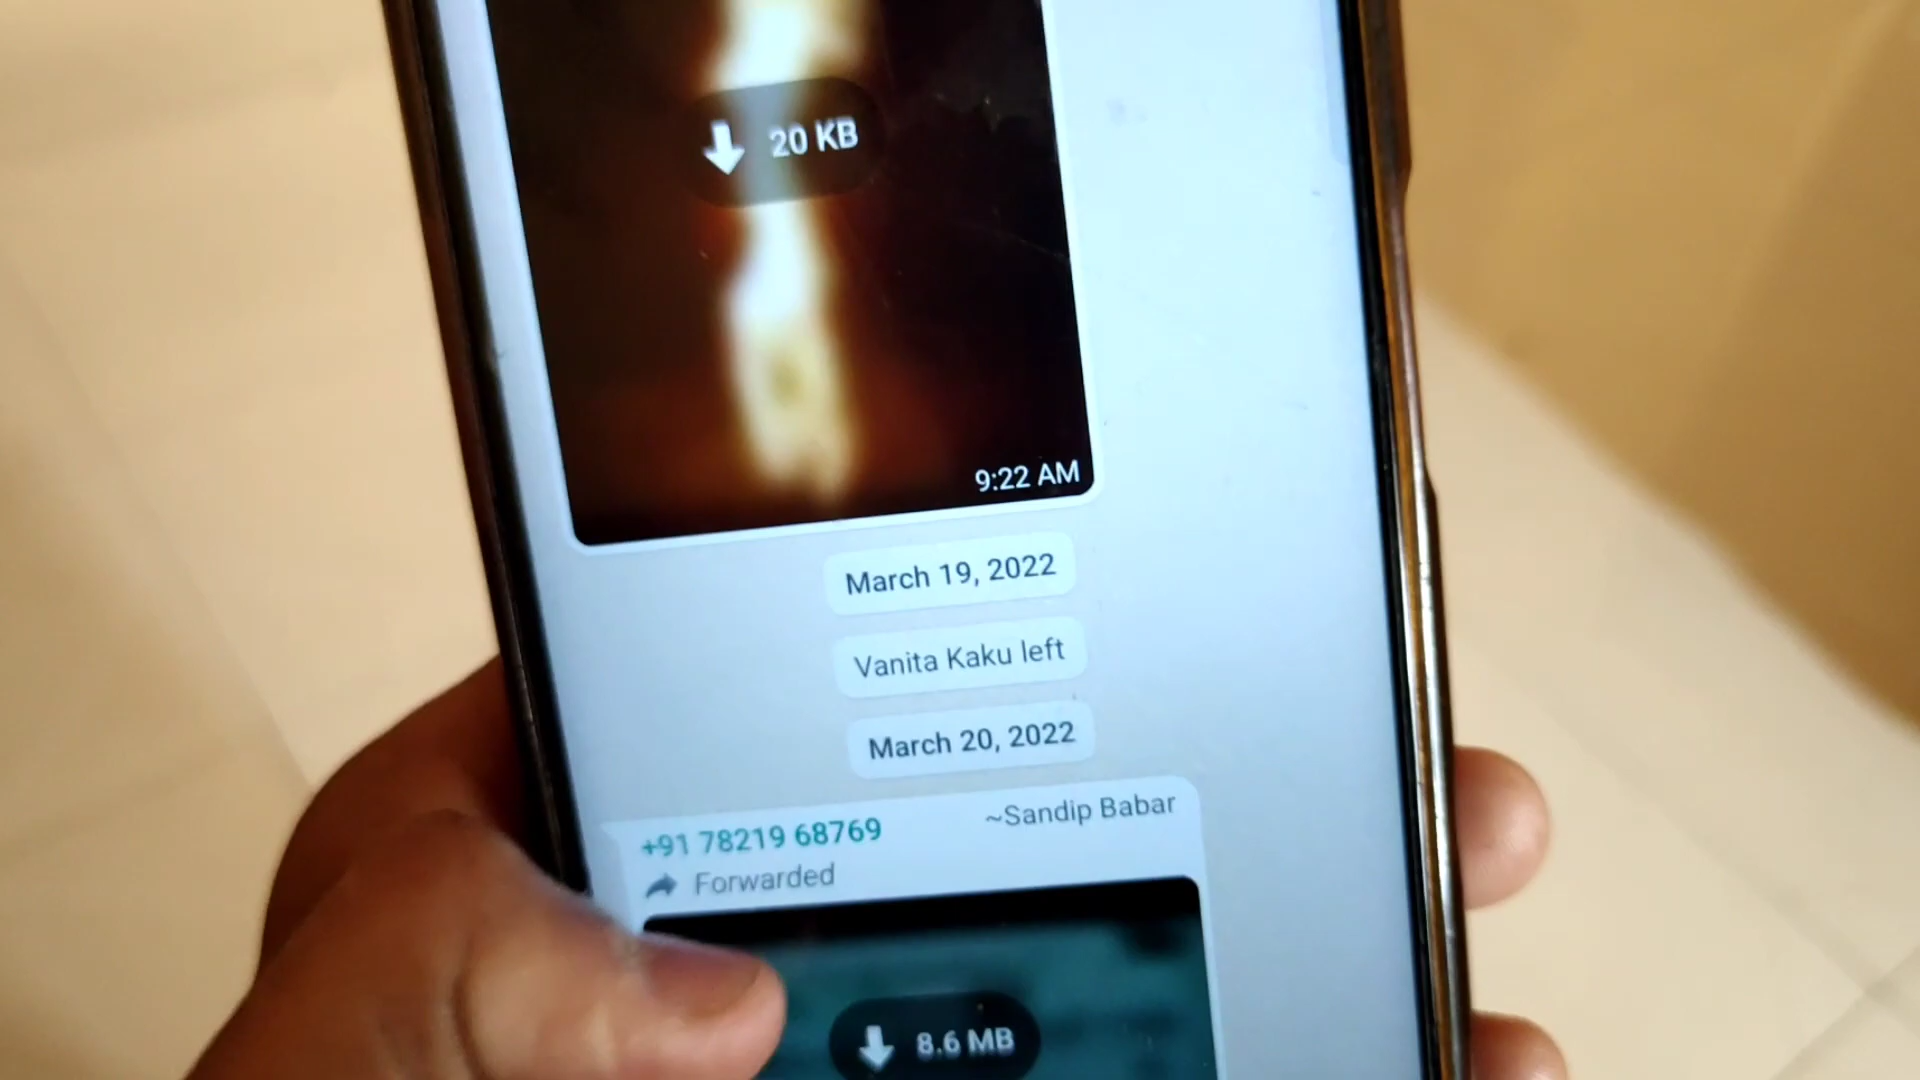 20 KB
9:22 AM
March 19, 2022
Vanita Kaku left
March 20, 2022
+91 78219 68769 ~Sandip Babar
Forwarded
8.6 MB